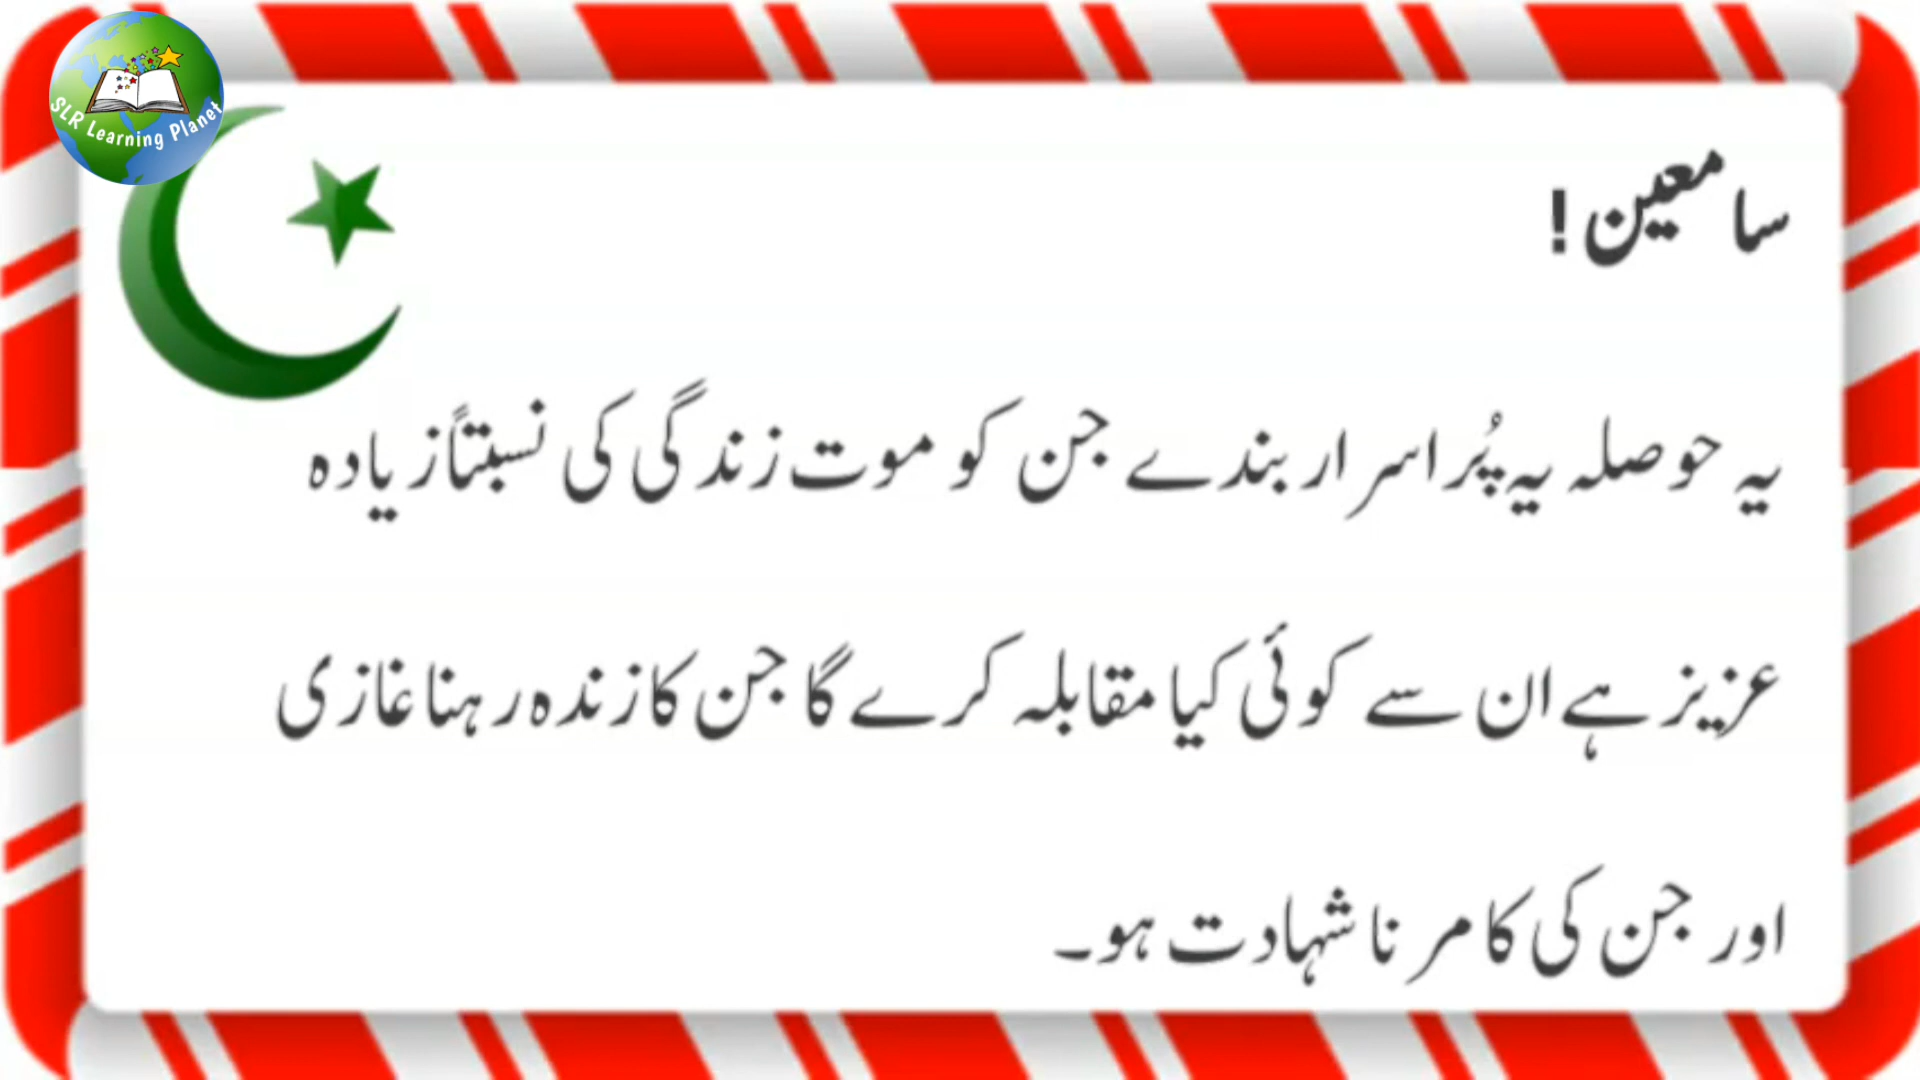 SLR Learning Planet
سامعین !
یہ حوصلہ یہ پُراسرار بندے جن کو موت زندگی کی نسبتاً زیادہ
عزیز ہے ان سے کوئی کیا مقابلہ کرے گا جن کا زندہ رہنا غازی
اور جن کی کا مرنا شہادت ہو۔